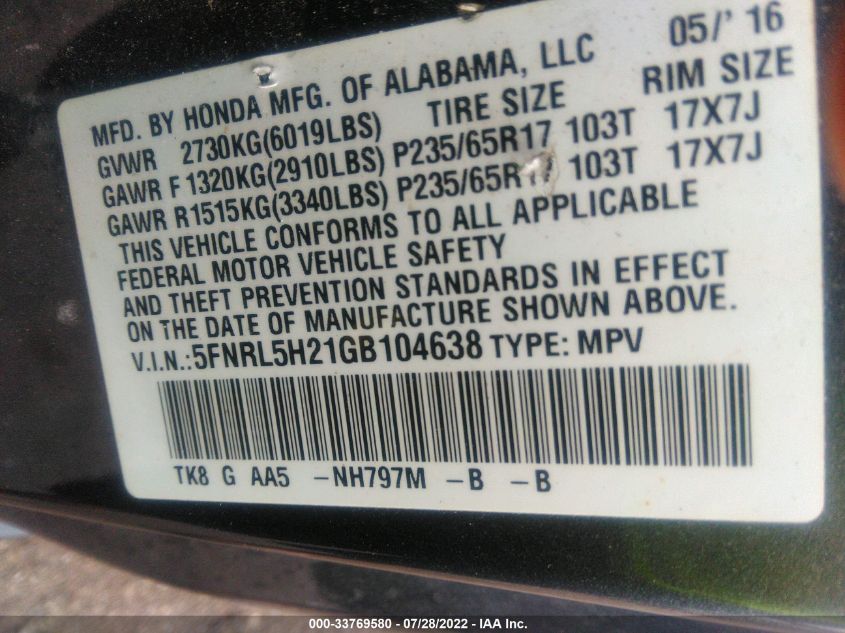 MFD. BY HONDA MFG. OF ALABAMA, LLC 05/' 16
GVWR 2730KG(6019LBS) TIRE SIZE RIM SIZE
GAWR F 1320KG(2910LBS) P235/65R17 103T 17X7J
GAWR R 1515KG(3340LBS) P235/65R17 103T 17X7J
THIS VEHICLE CONFORMS TO ALL APPLICABLE
FEDERAL MOTOR VEHICLE SAFETY
AND THEFT PREVENTION STANDARDS IN EFFECT
ON THE DATE OF MANUFACTURE SHOWN ABOVE.
V.I.N.:5FNRL5H21GB104638 TYPE: MPV
TK8 G AA5 -NH797M -B -B
000-33769580 / 07/28/2022 - IAA Inc.